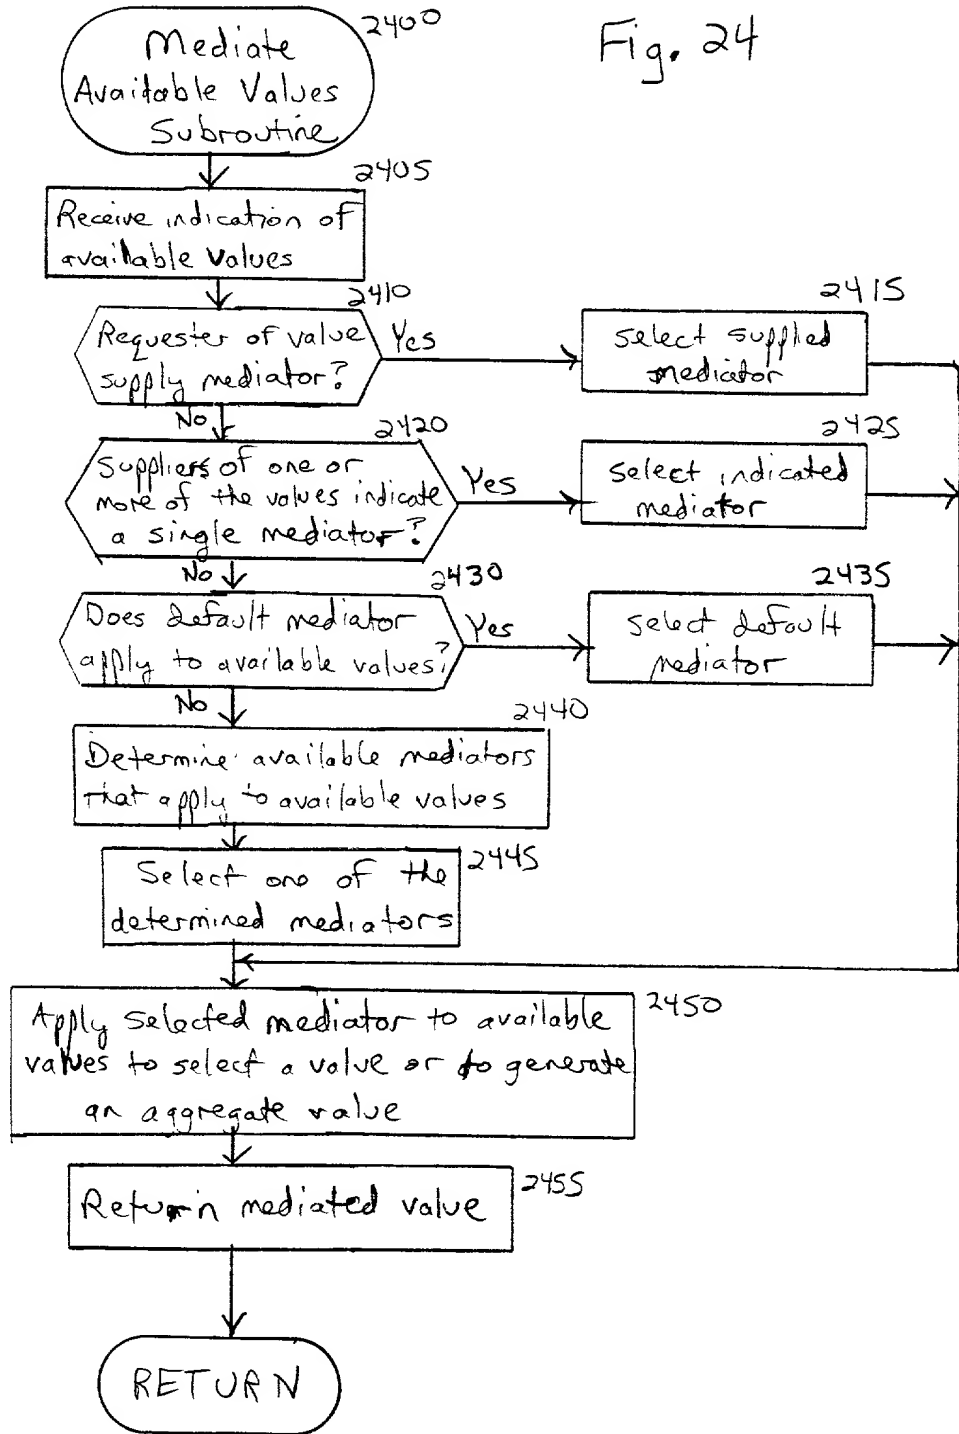 Fig. 24
2400
Mediate
Available Values
Subroutine
2405
Receive indication of
available values
2410
Requester of value
supply mediator?
Yes
2415
select supplied
mediator
No
2420
Suppliers of one or
more of the values indicate
a single mediator?
Yes
2425
select indicated
mediator
No
2430
Does default mediator
apply to available values?
Yes
2435
select default
mediator
No
2440
Determine available mediators
that apply to available values
2445
Select one of the
determined mediators
2450
Apply selected mediator to available
values to select a value or to generate
an aggregate value
2455
Return mediated value
RETURN